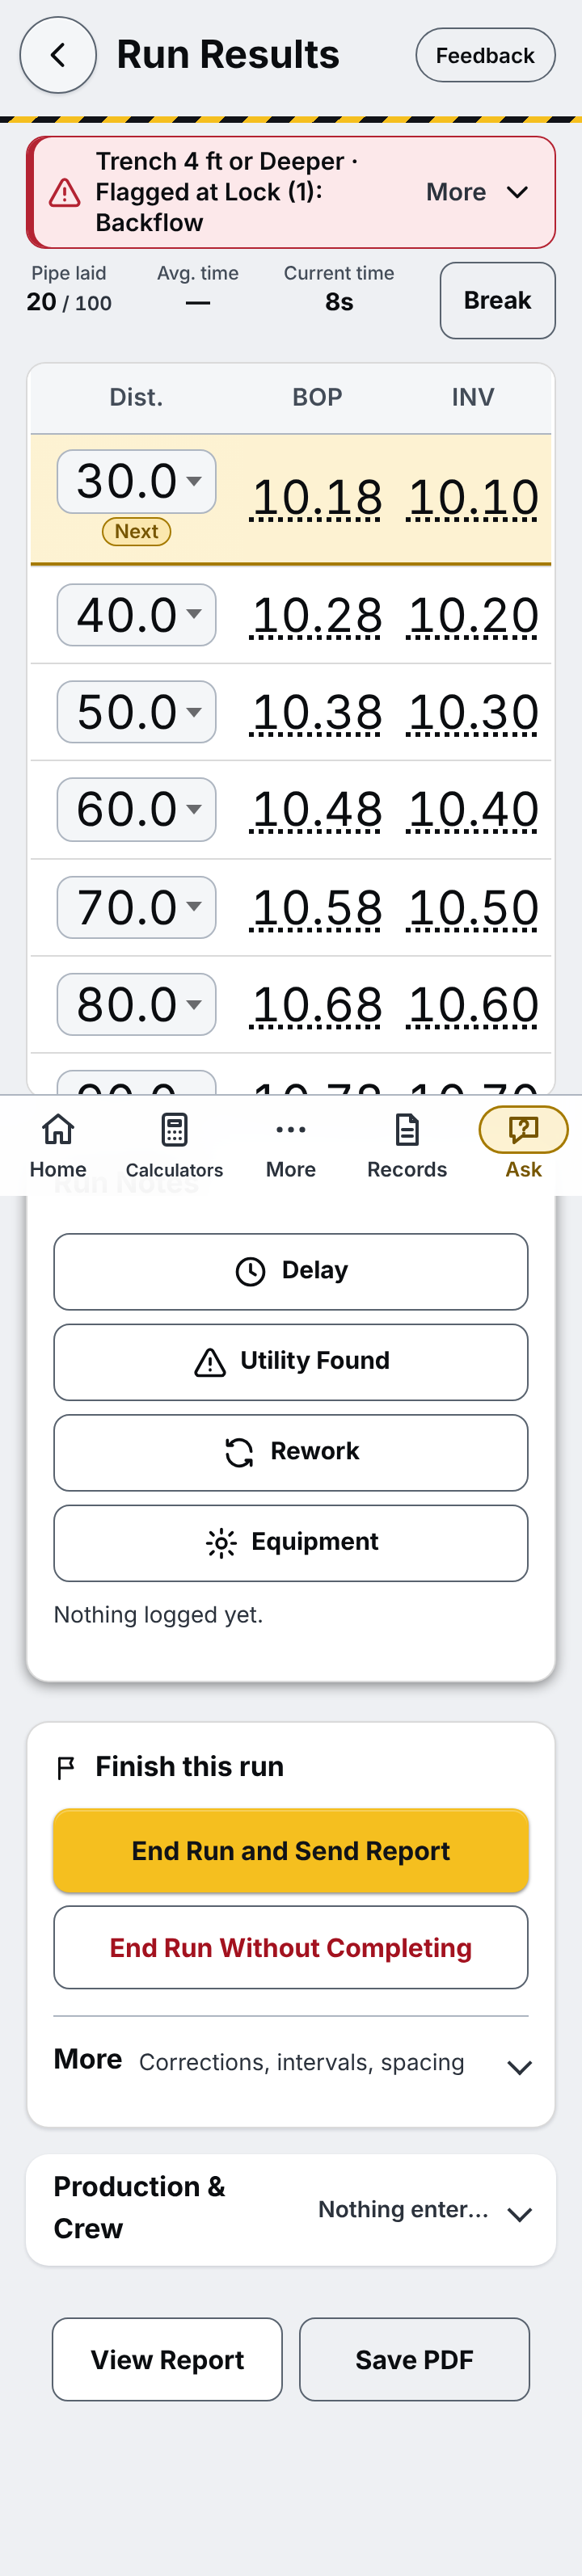 Run Results
Feedback
Trench 4 ft or Deeper ·
Flagged at Lock (1):
Backflow
More
Pipe laid
20 / 100
Avg. time
—
Current time
8s
Break
Dist. BOP INV
30.0 10.18 10.10
Next
40.0 10.28 10.20
50.0 10.38 10.30
60.0 10.48 10.40
70.0 10.58 10.50
80.0 10.68 10.60
Home
Calculators
More
Records
Ask
Run Notes
Delay
Utility Found
Rework
Equipment
Nothing logged yet.
Finish this run
End Run and Send Report
End Run Without Completing
More Corrections, intervals, spacing
Production &
Crew
Nothing enter...
View Report
Save PDF